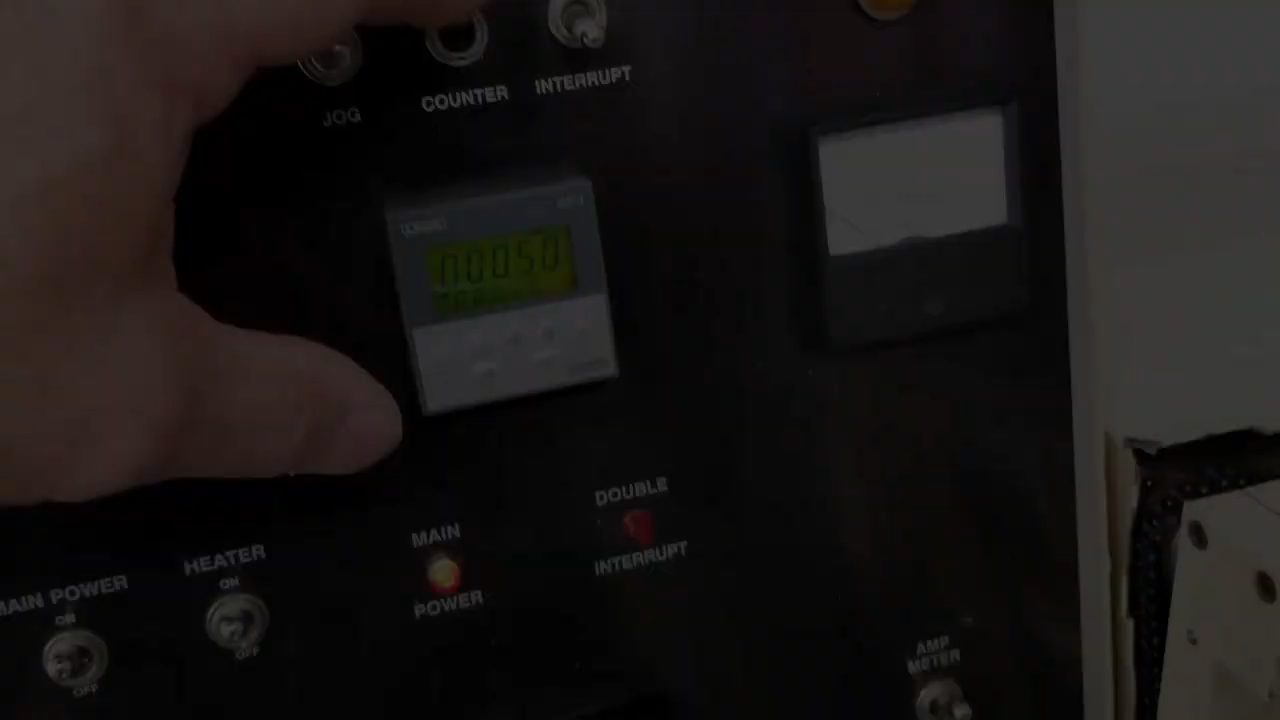 JOG
COUNTER
INTERRUPT
00050
DOUBLE
INTERRUPT
MAIN
POWER
HEATER
ON
OFF
MAIN POWER
ON
OFF
AMP
METER